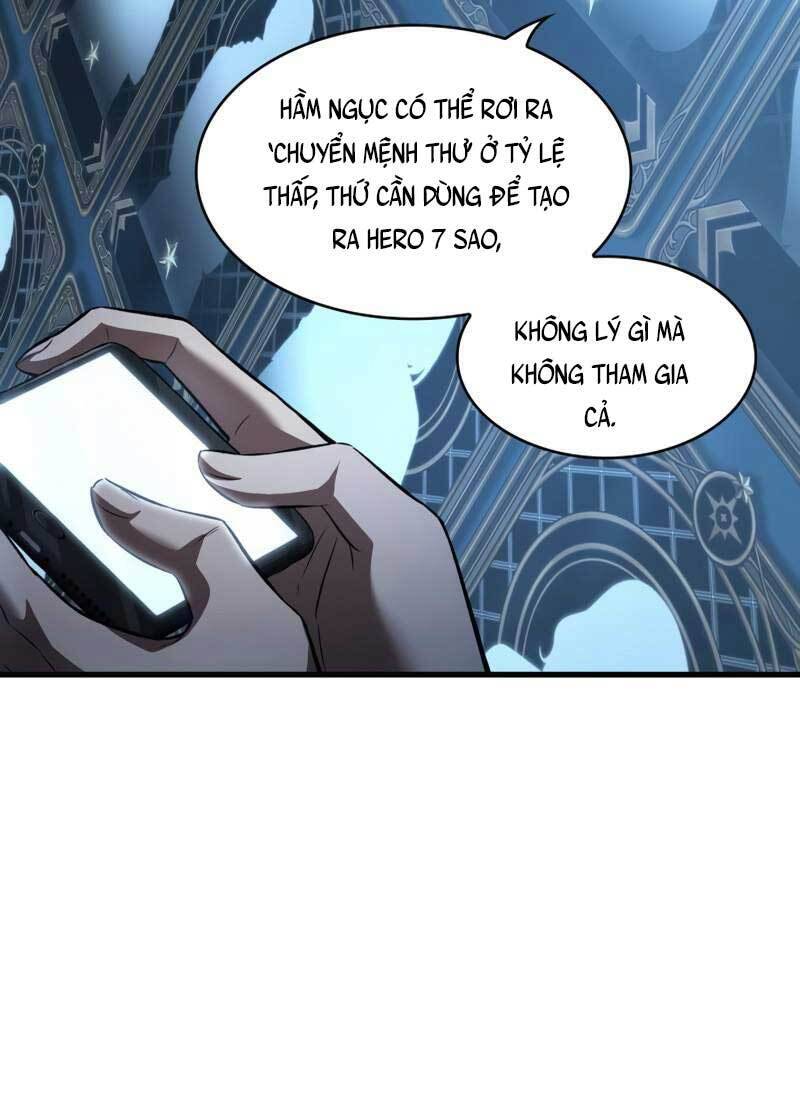 HẦM NGỤC CÓ THỂ RƠI RA
'CHUYỂN MỆNH THƯ' Ở TỶ LỆ
THẤP, THỨ CẦN DÙNG ĐỂ TẠO
RA HERO 7 SAO,
KHÔNG LÝ GÌ MÀ
KHÔNG THAM GIA
CẢ.